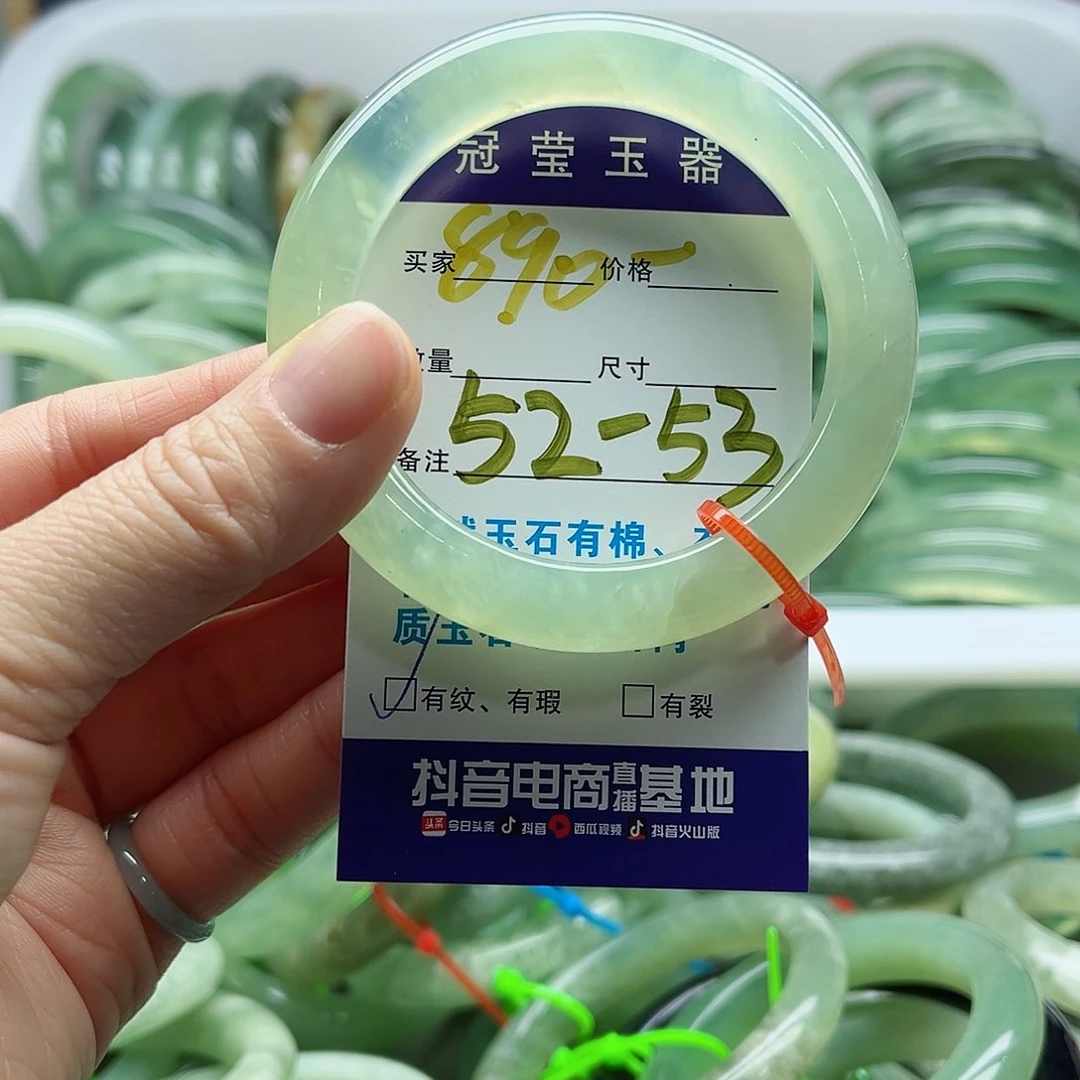 冠莹玉器
890-
买家 价格
量 尺寸
52-53
备注
玉石有棉、
质玉
有纹、有瑕 有裂
抖音电商直播基地
头条 今日头条 抖音 西瓜视频 抖音火山版